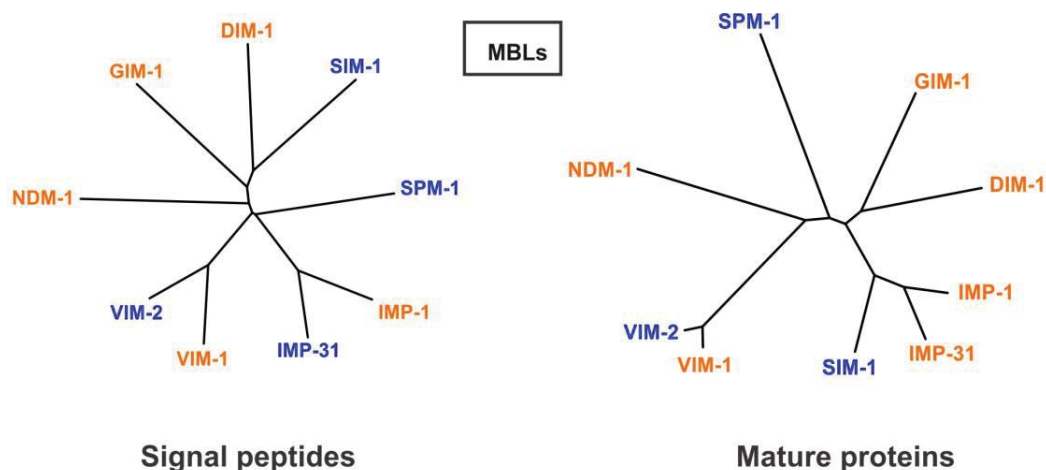 DIM-1
GIM-1
SIM-1
NDM-1
SPM-1
VIM-2
IMP-1
VIM-1
IMP-31
Signal peptides
MBLs
SPM-1
GIM-1
NDM-1
DIM-1
IMP-1
VIM-2
IMP-31
VIM-1
SIM-1
Mature proteins